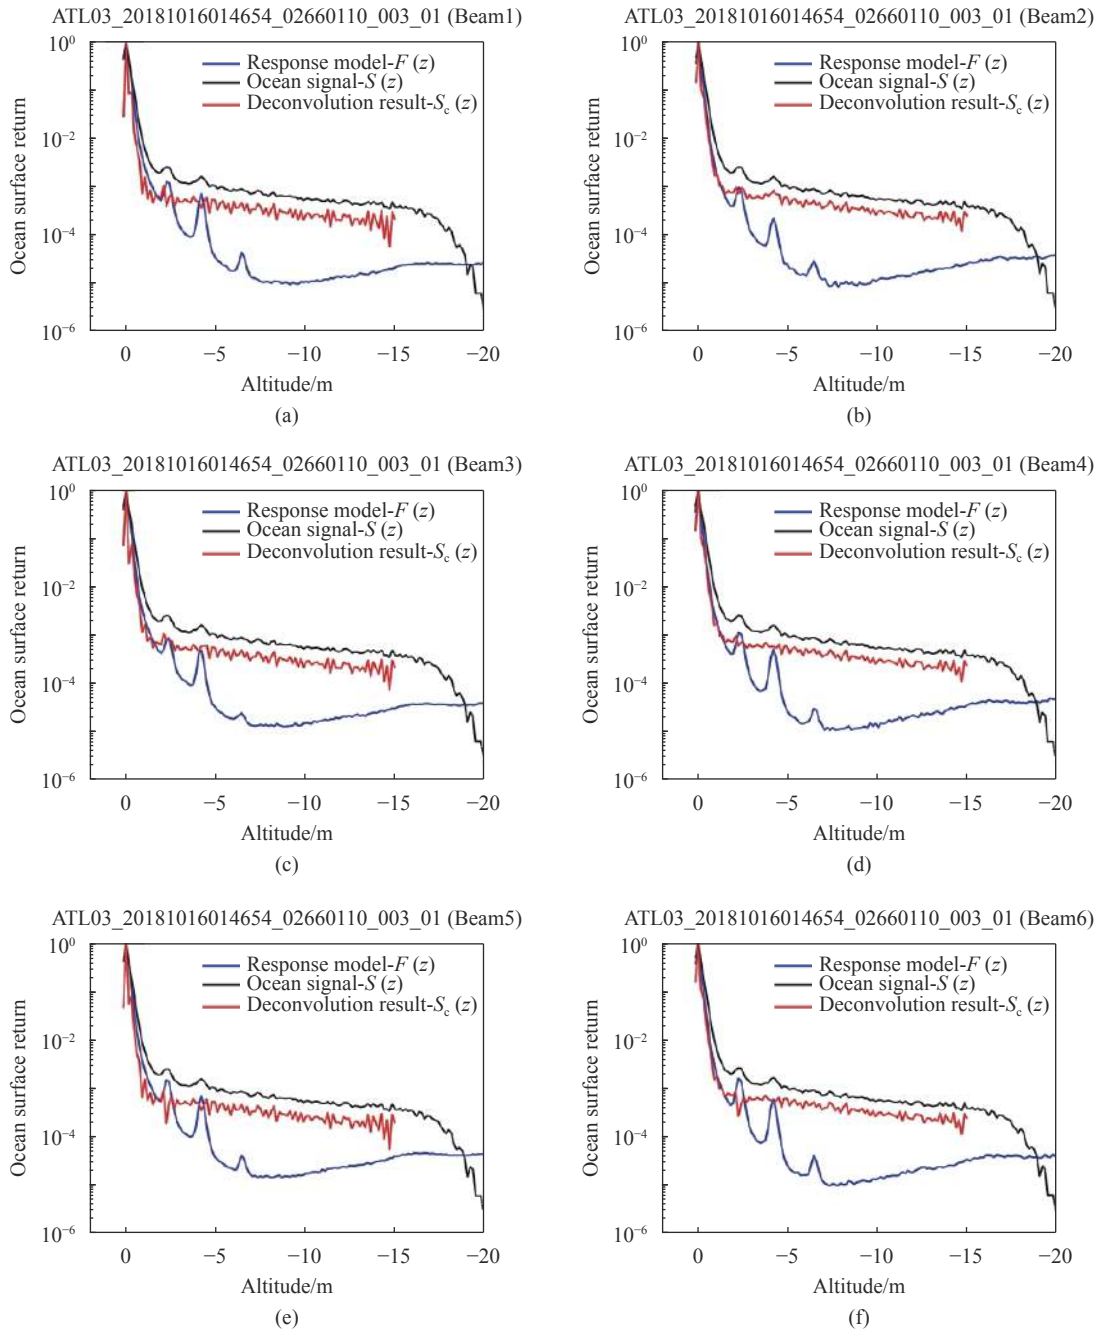 ATL03_20181016014654_02660110_003_01 (Beam1)
Response model-F (z)
Ocean signal-S (z)
Deconvolution result-Sc (z)
Ocean surface return
10⁰
10⁻²
10⁻⁴
10⁻⁶
0 −5 −10 −15 −20
Altitude/m
(a)
ATL03_20181016014654_02660110_003_01 (Beam2)
Response model-F (z)
Ocean signal-S (z)
Deconvolution result-Sc (z)
Ocean surface return
10⁰
10⁻²
10⁻⁴
10⁻⁶
0 −5 −10 −15 −20
Altitude/m
(b)
ATL03_20181016014654_02660110_003_01 (Beam3)
Response model-F (z)
Ocean signal-S (z)
Deconvolution result-Sc (z)
Ocean surface return
10⁰
10⁻²
10⁻⁴
10⁻⁶
0 −5 −10 −15 −20
Altitude/m
(c)
ATL03_20181016014654_02660110_003_01 (Beam4)
Response model-F (z)
Ocean signal-S (z)
Deconvolution result-Sc (z)
Ocean surface return
10⁰
10⁻²
10⁻⁴
10⁻⁶
0 −5 −10 −15 −20
Altitude/m
(d)
ATL03_20181016014654_02660110_003_01 (Beam5)
Response model-F (z)
Ocean signal-S (z)
Deconvolution result-Sc (z)
Ocean surface return
10⁰
10⁻²
10⁻⁴
10⁻⁶
0 −5 −10 −15 −20
Altitude/m
(e)
ATL03_20181016014654_02660110_003_01 (Beam6)
Response model-F (z)
Ocean signal-S (z)
Deconvolution result-Sc (z)
Ocean surface return
10⁰
10⁻²
10⁻⁴
10⁻⁶
0 −5 −10 −15 −20
Altitude/m
(f)